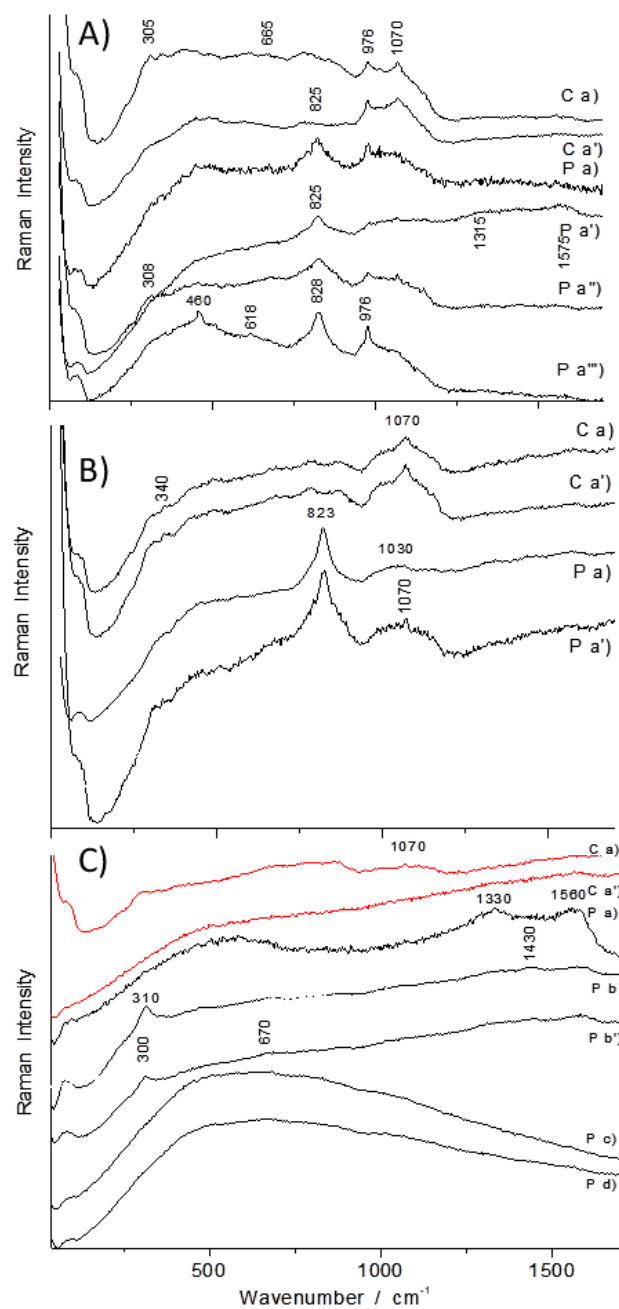 A)
305
665
976
1070
C a)
825
C a')
P a)
825
P a')
1315
1575
308
P a'')
460
618
828
976
P a''')
Raman Intensity
B)
1070
C a)
340
C a')
823
1030
P a)
1070
P a')
Raman Intensity
C)
1070
C a)
C a')
1330
1560
P a)
1430
310
P b)
300
670
P b')
P c)
P d)
Raman Intensity
500
1000
1500
Wavenumber / cm⁻¹